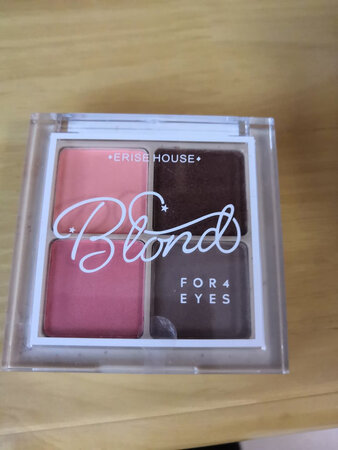 ERISE HOUSE
Blond
FOR 4
EYES